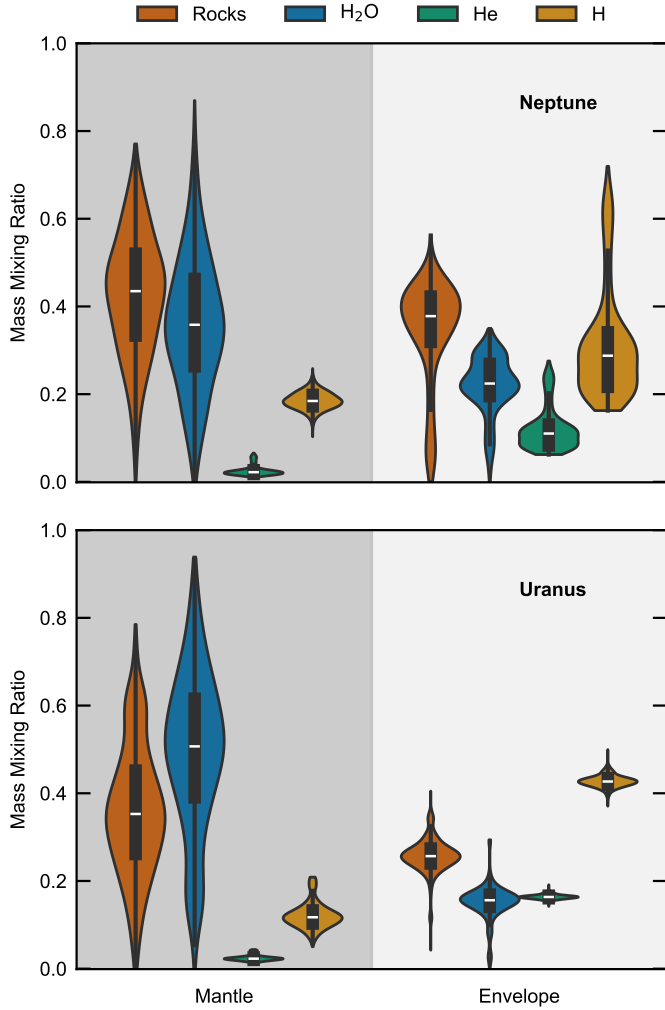 Rocks H₂O He H
1.0
Neptune
0.8
0.6
Mass Mixing Ratio
0.4
0.2
0.0
1.0
Uranus
0.8
0.6
Mass Mixing Ratio
0.4
0.2
0.0
Mantle Envelope